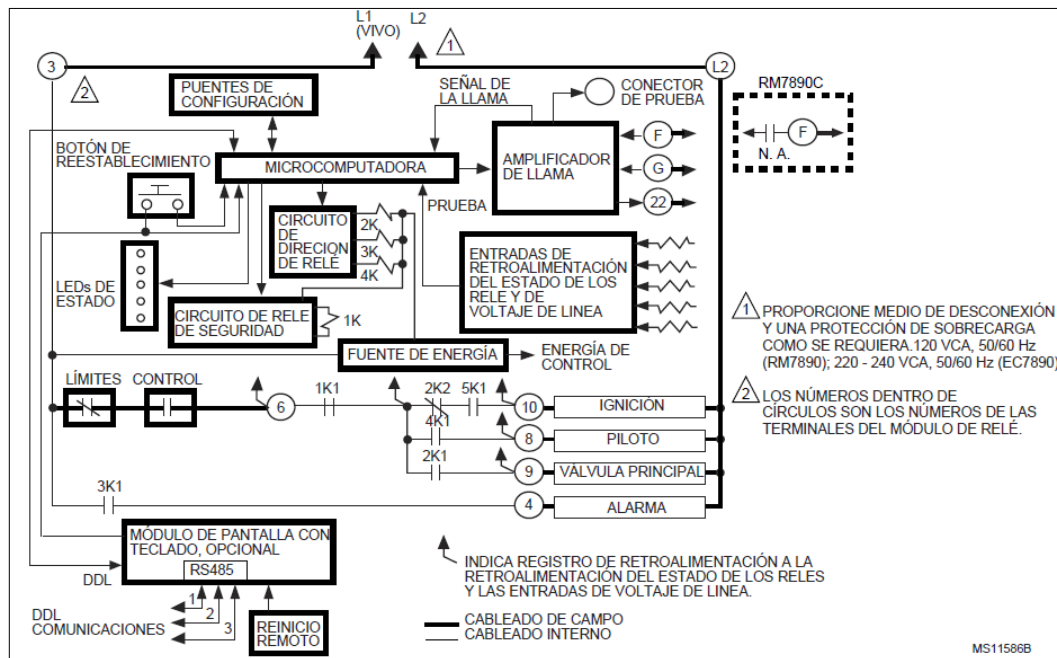 L1
(VIVO)
L2
1
3
2
L2
PUENTES DE
CONFIGURACIÓN
SEÑAL DE
LA LLAMA
CONECTOR
DE PRUEBA
RM7890C
F
N. A.
BOTÓN DE
REESTABLECIMIENTO
MICROCOMPUTADORA
AMPLIFICADOR
DE LLAMA
F
G
22
PRUEBA
CIRCUITO
DE
DIRECION
DE RELÉ
2K
3K
4K
ENTRADAS DE
RETROALIMENTACIÓN
DEL ESTADO DE LOS
RELE Y DE
VOLTAJE DE LINEA
LEDs DE
ESTADO
CIRCUITO DE RELE
DE SEGURIDAD
1K
FUENTE DE ENERGÍA
ENERGÍA DE
CONTROL
1
PROPORCIONE MEDIO DE DESCONEXIÓN
Y UNA PROTECCIÓN DE SOBRECARGA
COMO SE REQUIERA.120 VCA, 50/60 Hz
(RM7890); 220 - 240 VCA, 50/60 Hz (EC7890)
2
LOS NÚMEROS DENTRO DE
CÍRCULOS SON LOS NÚMEROS DE LAS
TERMINALES DEL MÓDULO DE RELÉ.
LÍMITES
CONTROL
6
1K1
2K2
5K1
10
IGNICIÓN
4K1
8
PILOTO
2K1
9
VÁLVULA PRINCIPAL
3K1
4
ALARMA
MÓDULO DE PANTALLA CON
TECLADO, OPCIONAL
RS485
DDL
1
2
3
DDL
COMUNICACIONES
REINICIO
REMOTO
INDICA REGISTRO DE RETROALIMENTACIÓN A LA
RETROALIMENTACIÓN DEL ESTADO DE LOS RELES
Y LAS ENTRADAS DE VOLTAJE DE LINEA.
CABLEADO DE CAMPO
CABLEADO INTERNO
MS11586B